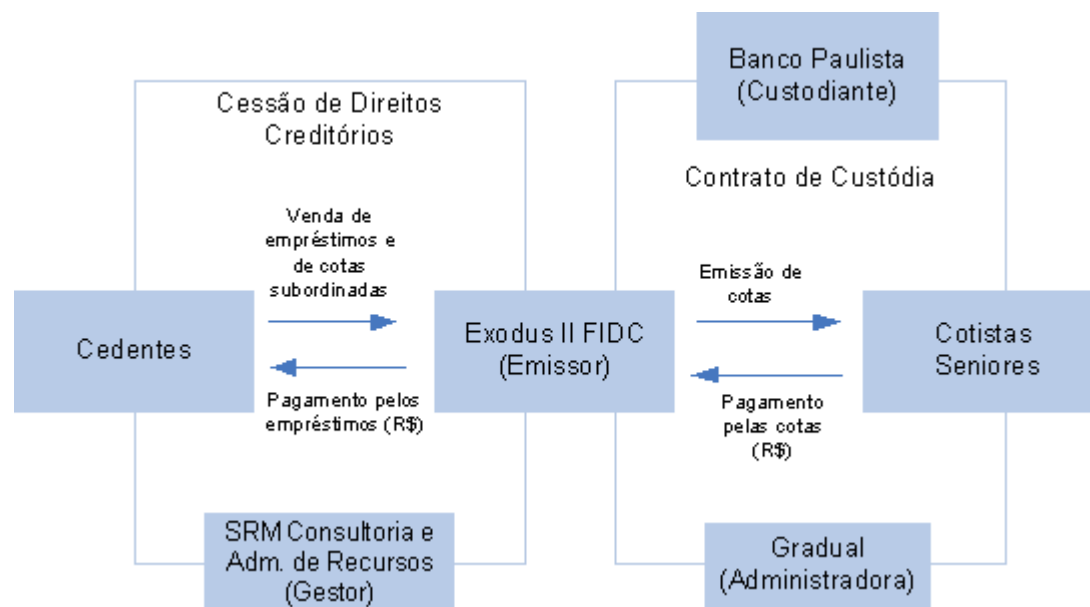 Banco Paulista
(Custodiante)
Cessão de Direitos
Creditórios
Contrato de Custódia
Venda de
empréstimos e
de cotas
subordinadas
Emissão de
cotas
Cedentes
Exodus II FIDC
(Emissor)
Cotistas
Seniores
Pagamento pelos
empréstimos (R$)
Pagamento
pelas cotas
(R$)
SRM Consultoria e
Adm. de Recursos
(Gestor)
Gradual
(Administradora)